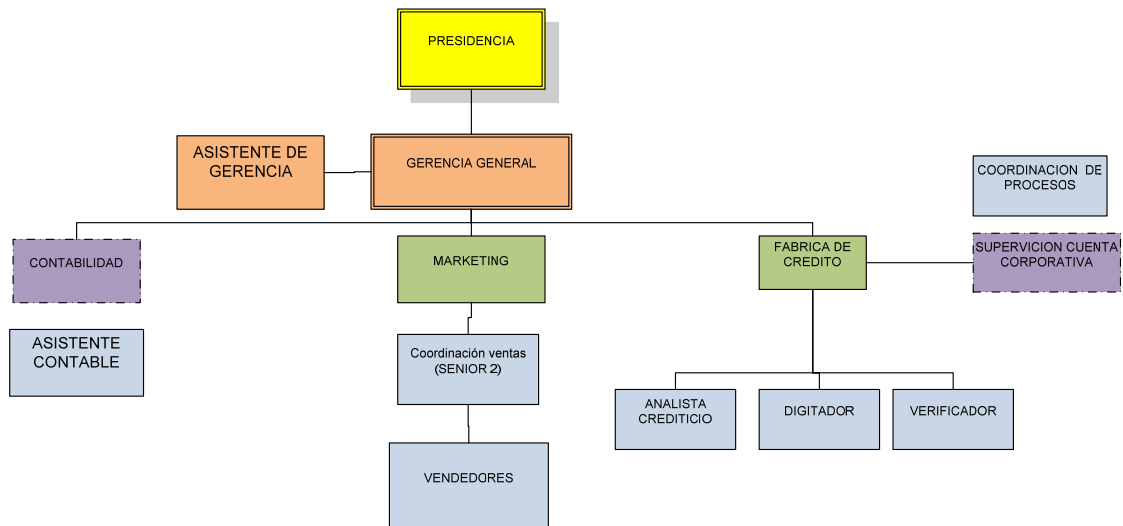 PRESIDENCIA
ASISTENTE DE
GERENCIA
GERENCIA GENERAL
COORDINACION DE
PROCESOS
CONTABILIDAD
MARKETING
FABRICA DE
CREDITO
SUPERVISION CUENTA
CORPORATIVA
ASISTENTE
CONTABLE
Coordinación ventas
(SENIOR 2)
ANALISTA
CREDITICIO
DIGITADOR
VERIFICADOR
VENDEDORES